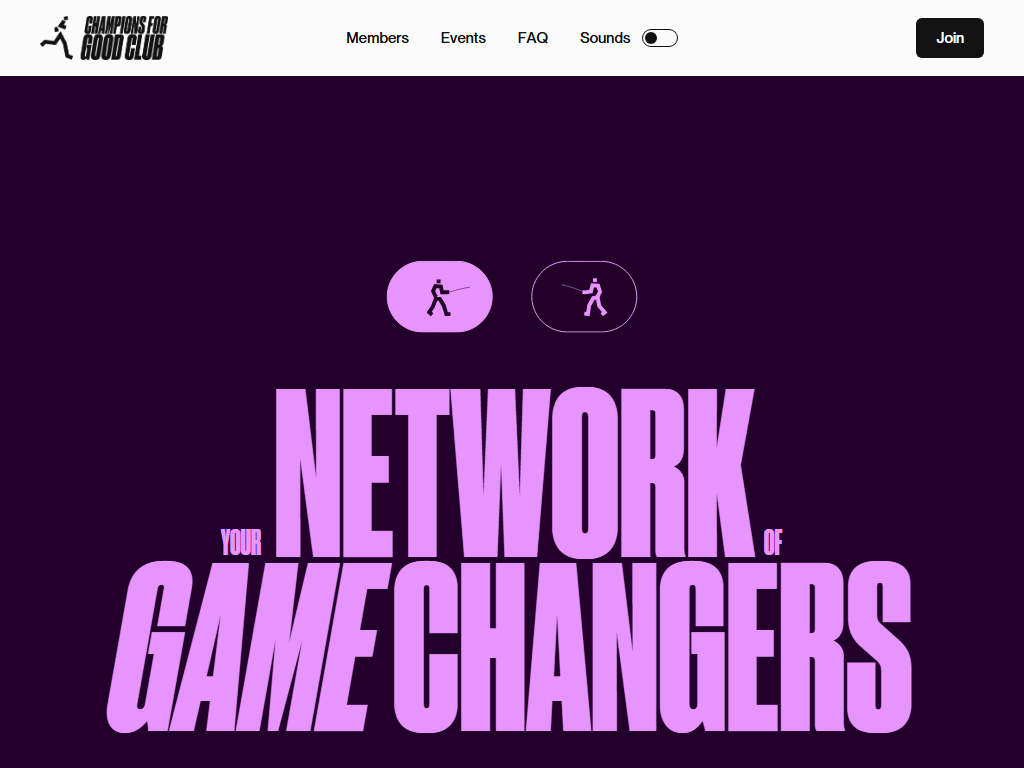 CHAMPIONS FOR
GOOD CLUB
Members Events FAQ Sounds Join
YOUR NETWORK OF
GAME CHANGERS